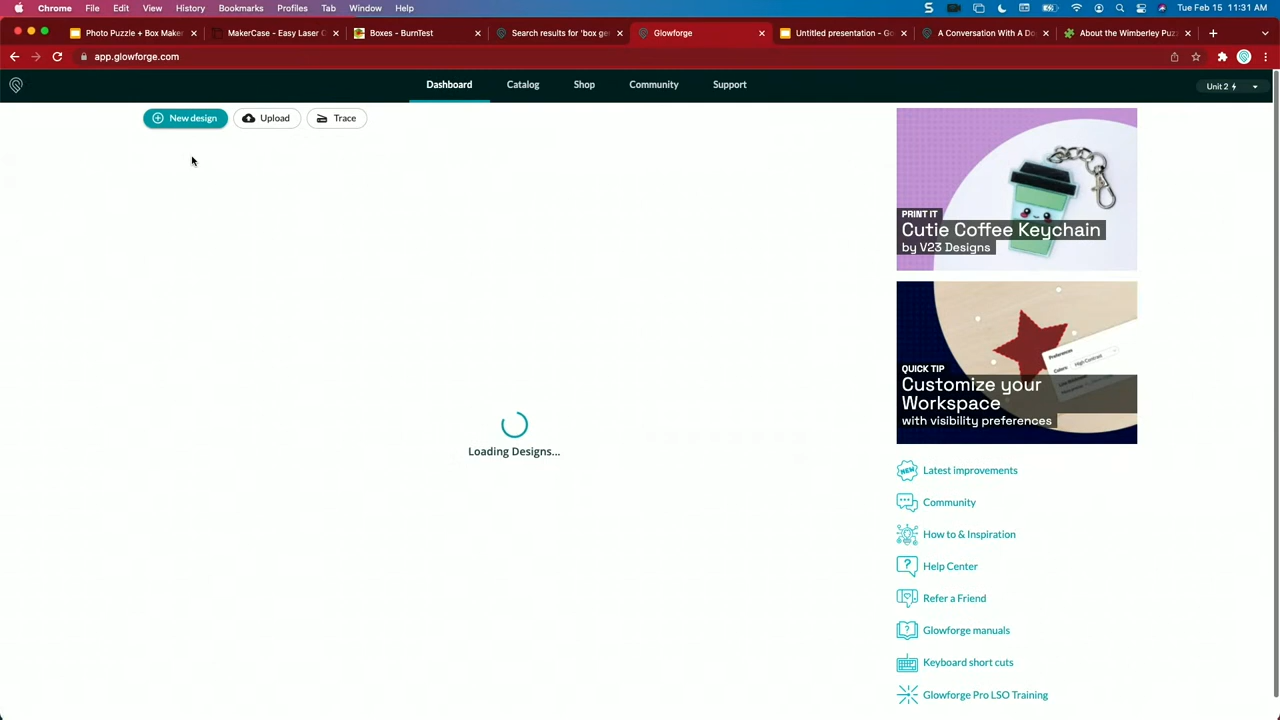 Chrome File Edit View History Bookmarks Profiles Tab Window Help
Tue Feb 15 11:31 AM
Photo Puzzle + Box Maker
MakerCase - Easy Laser C
Boxes - BurnTest
Search results for 'box ge
Glowforge
Untitled presentation - Go
A Conversation With A Do
About the Wimberley Puzz
app.glowforge.com
Dashboard Catalog Shop Community Support
Unit 2
New design Upload Trace
PRINT IT
Cutie Coffee Keychain
by V23 Designs
QUICK TIP
Customize your
Workspace
with visibility preferences
Loading Designs...
NEW Latest improvements
Community
How to & Inspiration
Help Center
Refer a Friend
Glowforge manuals
Keyboard short cuts
Glowforge Pro LSO Training